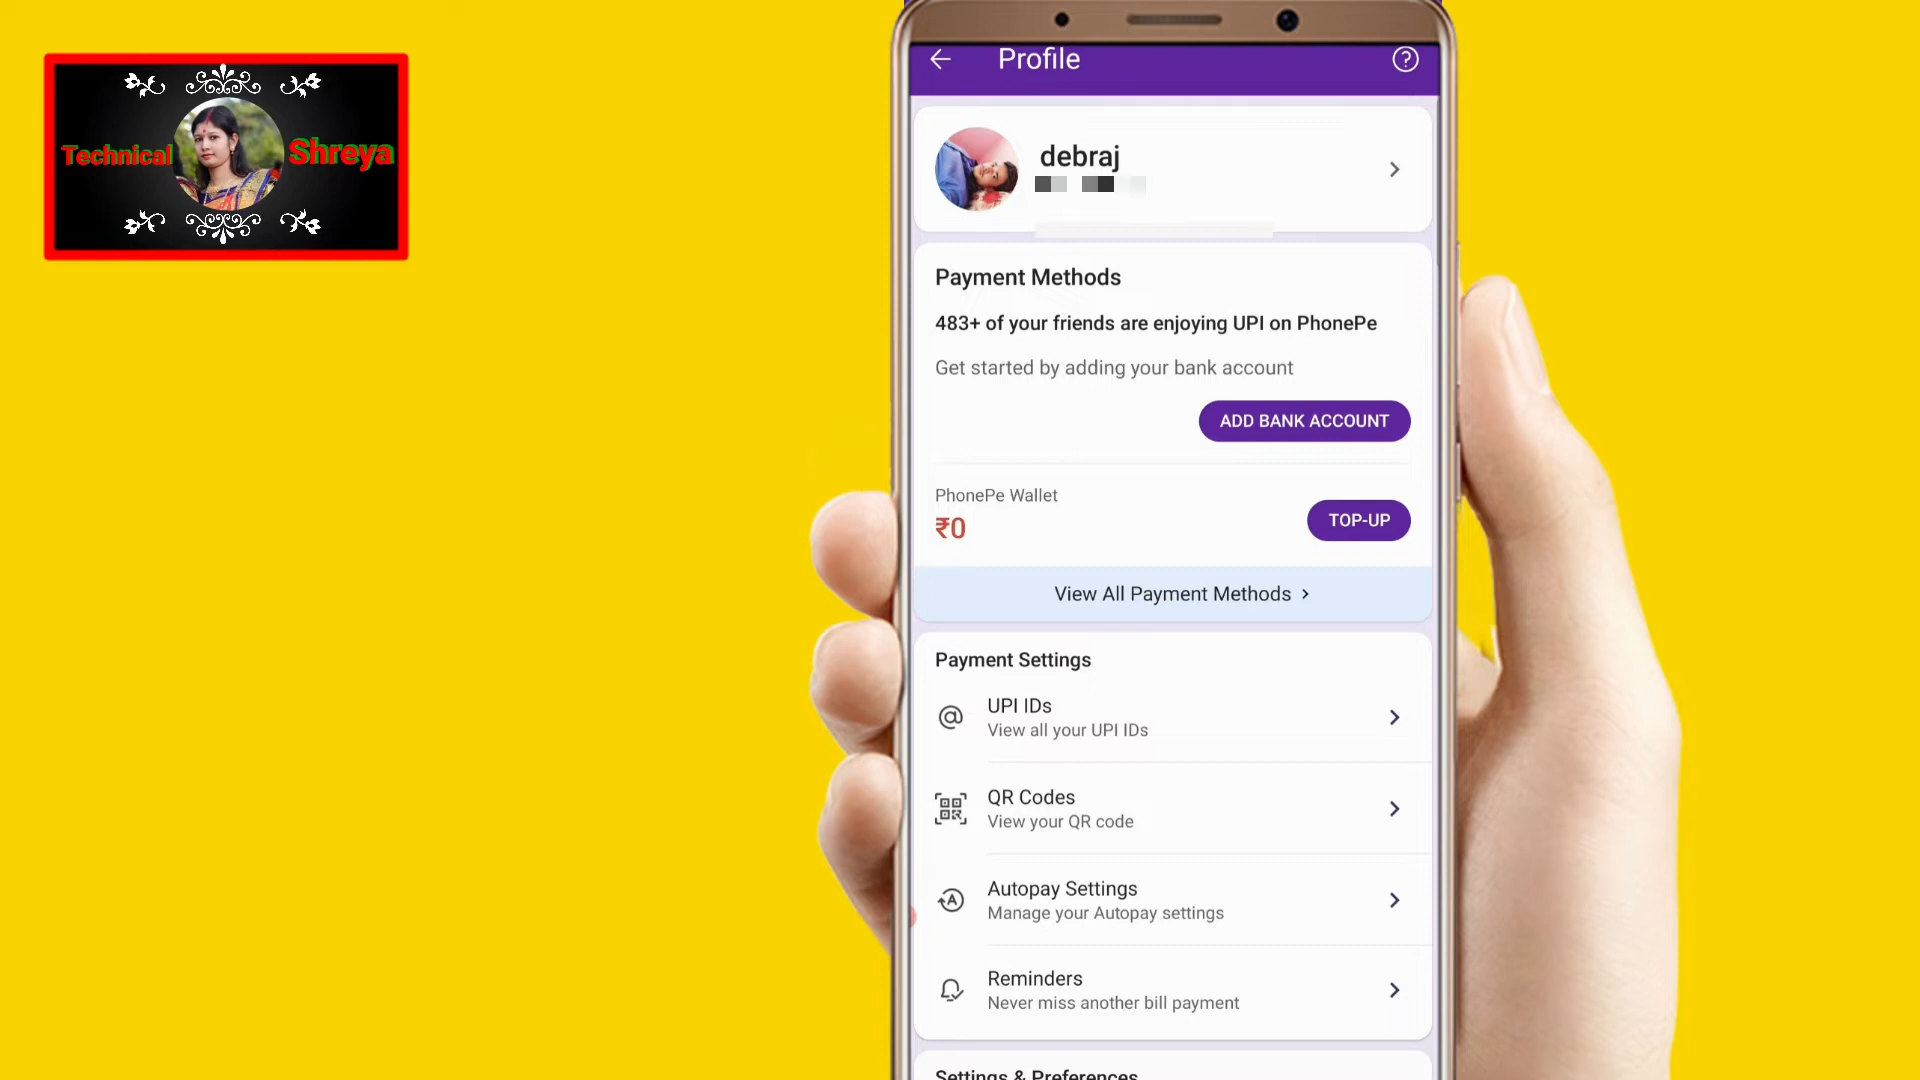 Technical Shreya
Profile
debraj
Payment Methods
483+ of your friends are enjoying UPI on PhonePe
Get started by adding your bank account
ADD BANK ACCOUNT
PhonePe Wallet
₹0
TOP-UP
View All Payment Methods
Payment Settings
UPI IDs
View all your UPI IDs
QR Codes
View your QR code
Autopay Settings
Manage your Autopay settings
Reminders
Never miss another bill payment
Settings & Preferences